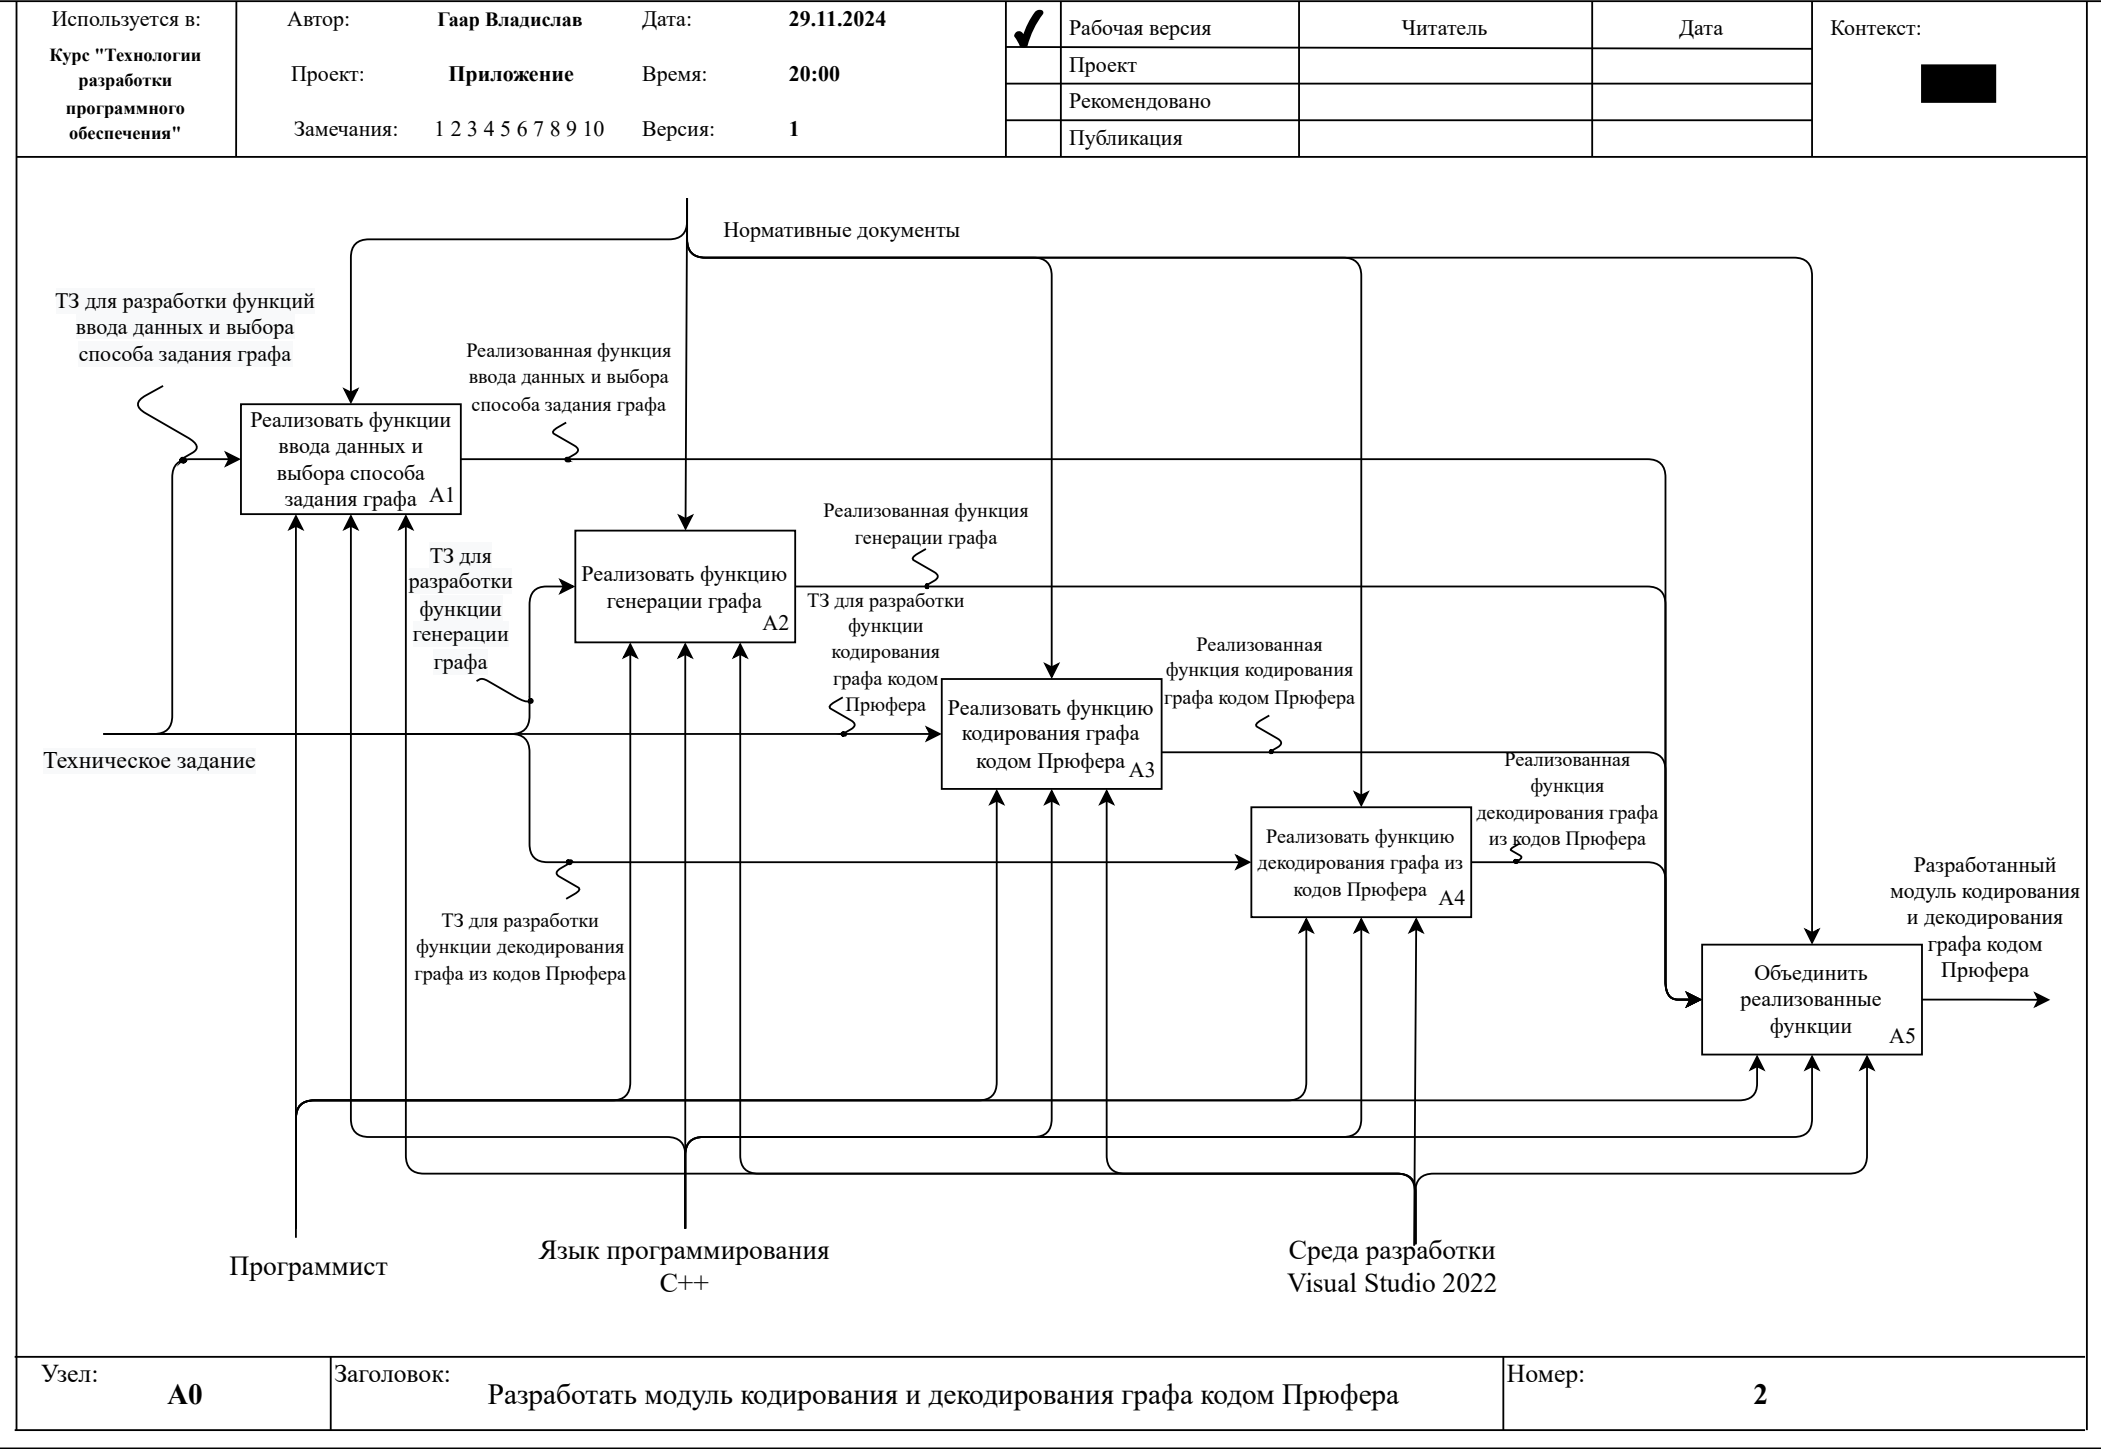 Используется в:
Курс "Технологии
разработки
программного
обеспечения"
Автор:
Гаар Владислав
Дата:
29.11.2024
Проект:
Приложение
Время:
20:00
Замечания:
1 2 3 4 5 6 7 8 9 10
Версия:
1
Рабочая версия
Читатель
Дата
Проект
Рекомендовано
Публикация
Контекст:
Нормативные документы
ТЗ для разработки функций
ввода данных и выбора
способа задания графа
Реализованная функция
ввода данных и выбора
способа задания графа
Реализовать функции
ввода данных и
выбора способа
задания графа
A1
Реализованная функция
генерации графа
ТЗ для
разработки
функции
генерации
графа
Реализовать функцию
генерации графа
A2
ТЗ для разработки
функции
кодирования
графа кодом
Прюфера
Реализованная
функция кодирования
графа кодом Прюфера
Реализовать функцию
кодирования графа
кодом Прюфера
A3
Техническое задание
Реализованная
функция
декодирования графа
из кодов Прюфера
Реализовать функцию
декодирования графа из
кодов Прюфера
A4
ТЗ для разработки
функции декодирования
графа из кодов Прюфера
Разработанный
модуль кодирования
и декодирования
графа кодом
Прюфера
Объединить
реализованные
функции
A5
Программист
Язык программирования
C++
Среда разработки
Visual Studio 2022
Узел:
A0
Заголовок:
Разработать модуль кодирования и декодирования графа кодом Прюфера
Номер:
2